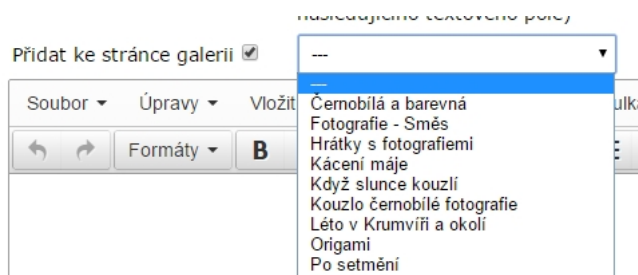 následujícího textového pole)
Přidat ke stránce galerii
---
Soubor Úpravy Vložit
Formáty B
---
Černobílá a barevná
Fotografie - Směs
Hrátky s fotografiemi
Kácení máje
Když slunce kouzlí
Kouzlo černobílé fotografie
Léto v Krumvíři a okolí
Origami
Po setmění